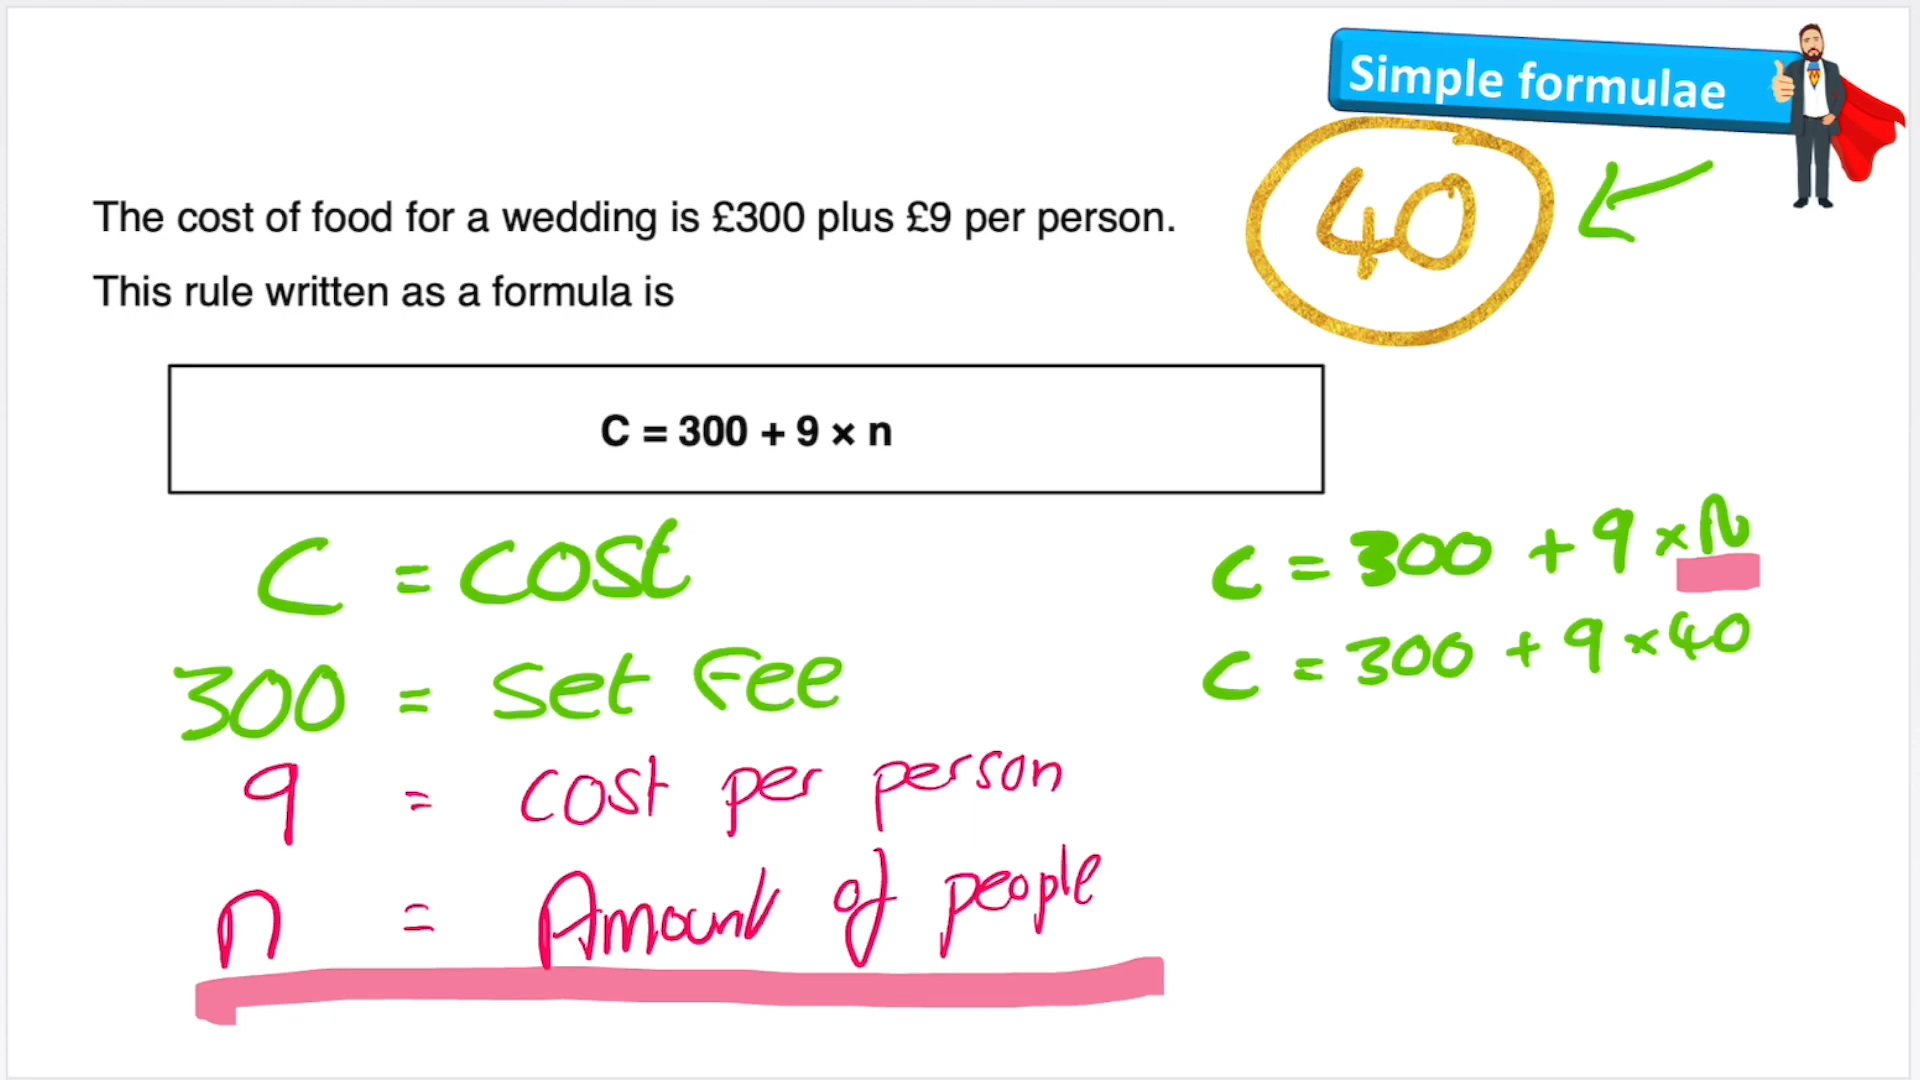 Simple formulae
40
The cost of food for a wedding is £300 plus £9 per person.
This rule written as a formula is
C = 300 + 9 × n
C = cost
300 = Set Fee
9 = cost per person
n = Amount of people
C = 300 + 9 × n
C = 300 + 9 × 40